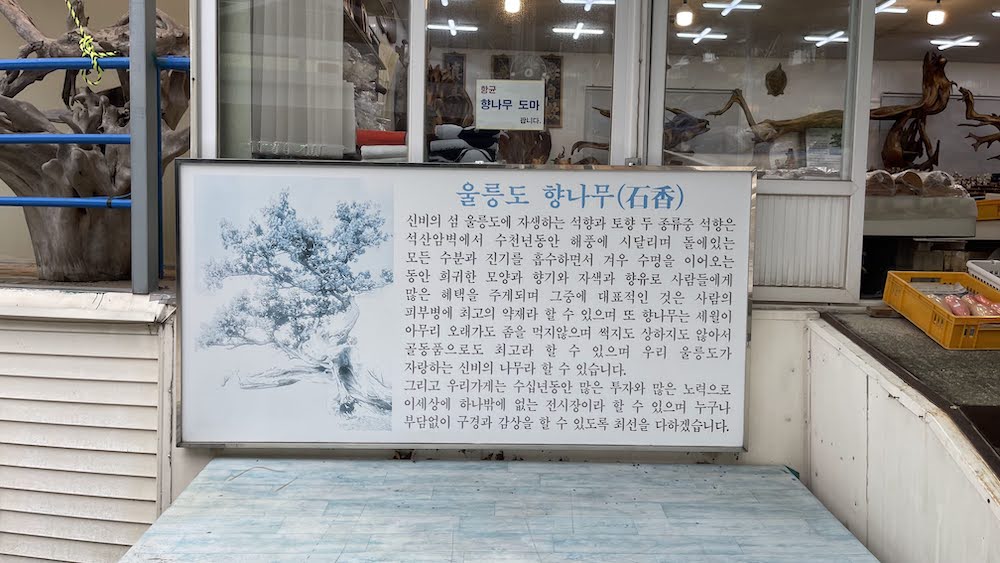 향균
향나무 도마
팝니다.
울릉도 향나무(石香)
신비의 섬 울릉도에 자생하는 석향과 토향 두 종류중 석향은
석산암벽에서 수천년동안 해풍에 시달리며 돌에있는
모든 수분과 진기를 흡수하면서 겨우 수명을 이어오는
동안 희귀한 모양과 향기와 자색과 향유로 사람들에게
많은 혜택을 주게되며 그중에 대표적인 것은 사람의
피부병에 최고의 약재라 할 수 있으며 또 향나무는 세월이
아무리 오래가도 좀을 먹지않으며 썩지도 상하지도 않아서
골동품으로도 최고라 할 수 있으며 우리 울릉도가
자랑하는 신비의 나무라 할 수 있습니다.
그리고 우리가게는 수십년동안 많은 투자와 많은 노력으로
이세상에 하나밖에 없는 전시장이라 할 수 있으며 누구나
부담없이 구경과 감상을 할 수 있도록 최선을 다하겠습니다.